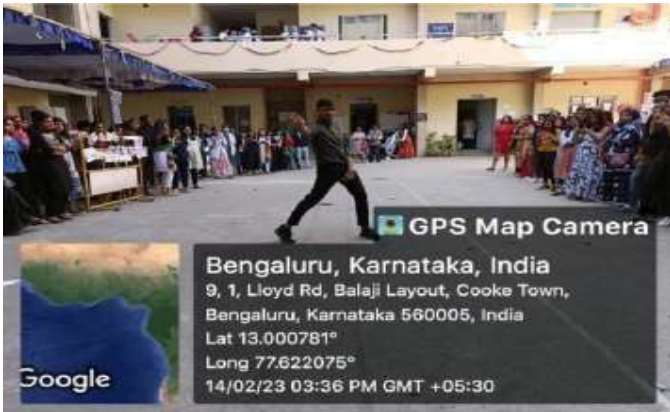 GPS Map Camera
Bengaluru, Karnataka, India
9, 1, Lloyd Rd, Balaji Layout, Cooke Town,
Bengaluru, Karnataka 560005, India
Lat 13.000781°
Long 77.622075°
14/02/23 03:36 PM GMT +05:30
Google